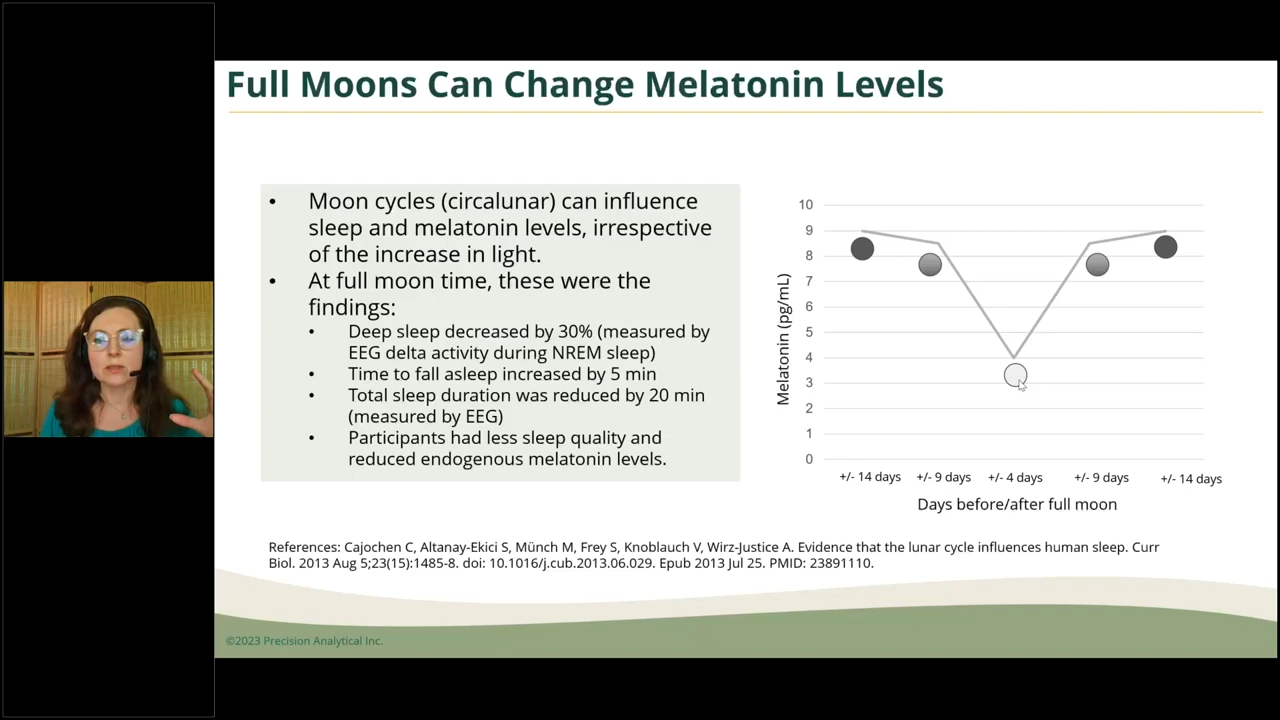 Full Moons Can Change Melatonin Levels
• Moon cycles (circalunar) can influence
sleep and melatonin levels, irrespective
of the increase in light.
• At full moon time, these were the
findings:
• Deep sleep decreased by 30% (measured by
EEG delta activity during NREM sleep)
• Time to fall asleep increased by 5 min
• Total sleep duration was reduced by 20 min
(measured by EEG)
• Participants had less sleep quality and
reduced endogenous melatonin levels.
Melatonin (pg/mL)
10
9
8
7
6
5
4
3
2
1
0
+/- 14 days +/- 9 days +/- 4 days +/- 9 days +/- 14 days
Days before/after full moon
References: Cajochen C, Altanay-Ekici S, Münch M, Frey S, Knoblauch V, Wirz-Justice A. Evidence that the lunar cycle influences human sleep. Curr
Biol. 2013 Aug 5;23(15):1485-8. doi: 10.1016/j.cub.2013.06.029. Epub 2013 Jul 25. PMID: 23891110.
©2023 Precision Analytical Inc.